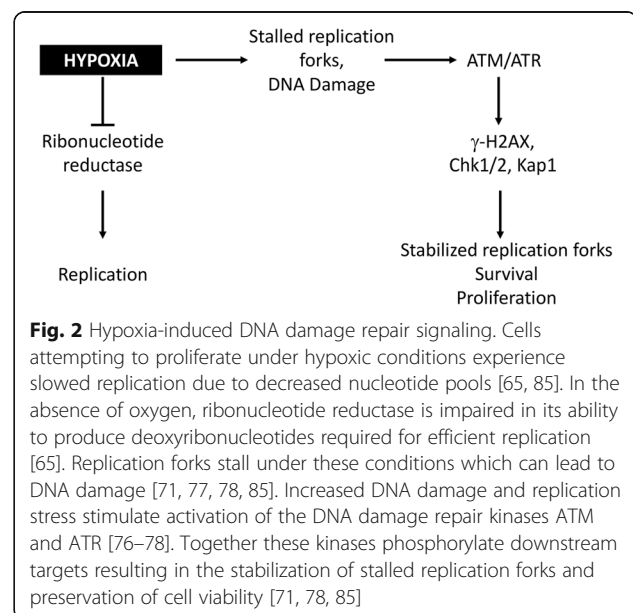 Stalled replication
forks,
DNA Damage
HYPOXIA
ATM/ATR
Ribonucleotide
reductase
γ-H2AX,
Chk1/2, Kap1
Replication
Stabilized replication forks
Survival
Proliferation
Fig. 2 Hypoxia-induced DNA damage repair signaling. Cells
attempting to proliferate under hypoxic conditions experience
slowed replication due to decreased nucleotide pools [65, 85]. In the
absence of oxygen, ribonucleotide reductase is impaired in its ability
to produce deoxyribonucleotides required for efficient replication
[65]. Replication forks stall under these conditions which can lead to
DNA damage [71, 77, 78, 85]. Increased DNA damage and replication
stress stimulate activation of the DNA damage repair kinases ATM
and ATR [76–78]. Together these kinases phosphorylate downstream
targets resulting in the stabilization of stalled replication forks and
preservation of cell viability [71, 78, 85]